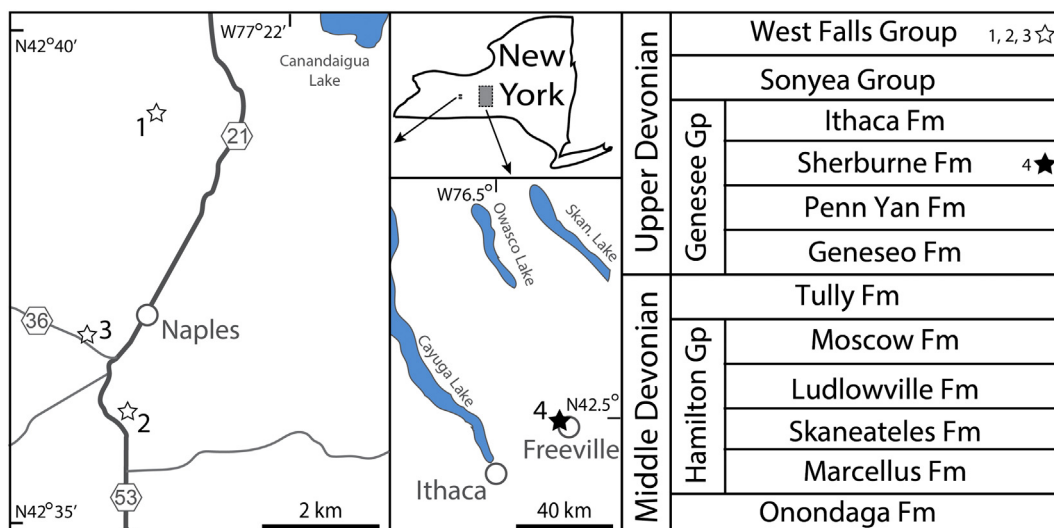 N42°40'
W77°22'
Canandaigua
Lake
1
21
36
3
Naples
2
53
N42°35'
2 km
New
York
W76.5°
Owasco Lake
Skan. Lake
Cayuga Lake
4
N42.5°
Freeville
Ithaca
40 km
Upper Devonian
West Falls Group 1, 2, 3
Sonyea Group
Genesee Gp
Ithaca Fm
Sherburne Fm 4
Penn Yan Fm
Geneseo Fm
Middle Devonian
Tully Fm
Hamilton Gp
Moscow Fm
Ludlowville Fm
Skaneateles Fm
Marcellus Fm
Onondaga Fm